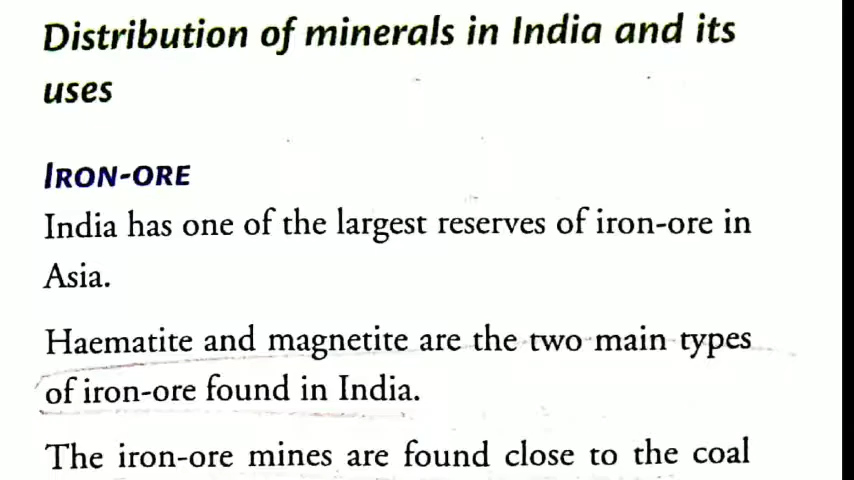 Distribution of minerals in India and its
uses
IRON-ORE
India has one of the largest reserves of iron-ore in
Asia.
Haematite and magnetite are the two main types
of iron-ore found in India.
The iron-ore mines are found close to the coal